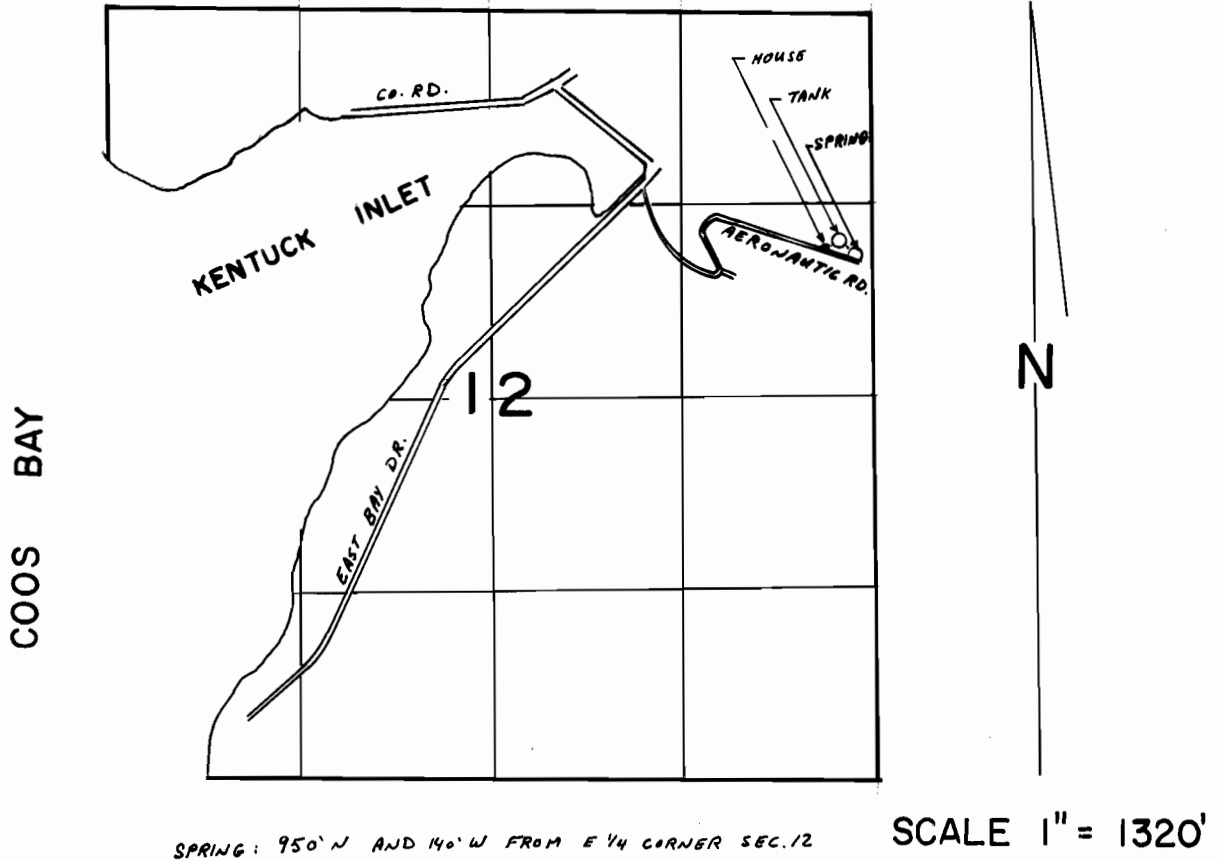 HOUSE
TANK
SPRING
CO. RD.
KENTUCK INLET
AERONAUTIC RD.
N
12
COOS BAY
EAST BAY DR.
SPRING: 950' N AND 140' W FROM E 1/4 CORNER SEC. 12
SCALE 1" = 1320'